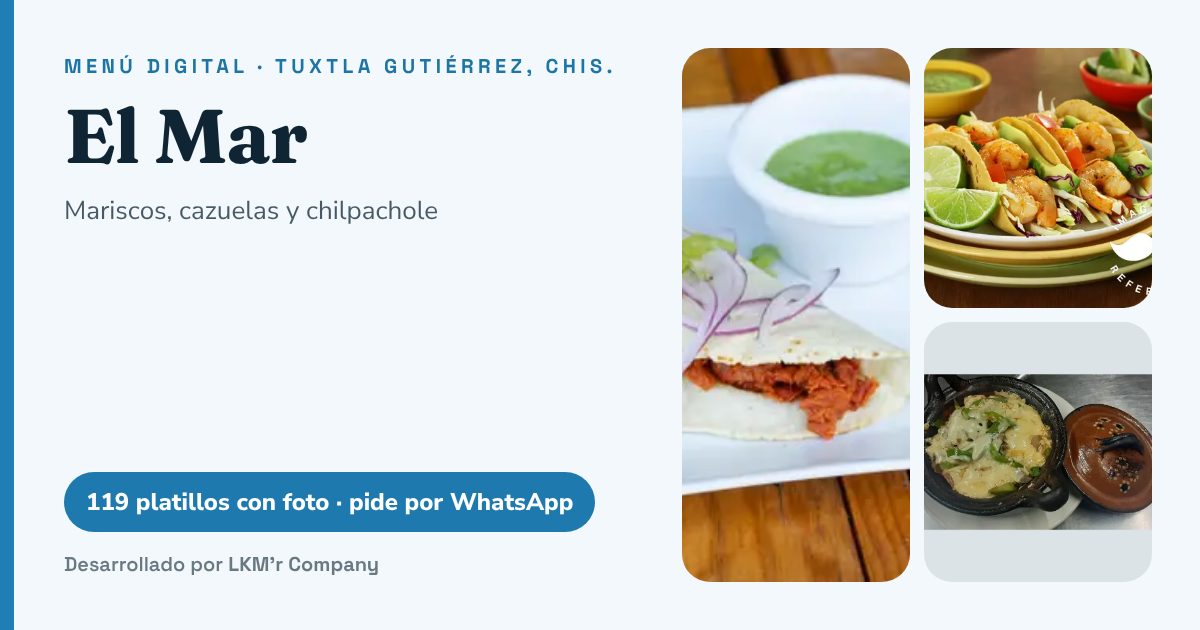 MENÚ DIGITAL · TUXTLA GUTIÉRREZ, CHIS.
El Mar
Mariscos, cazuelas y chilpachole
119 platillos con foto · pide por WhatsApp
Desarrollado por LKM’r Company